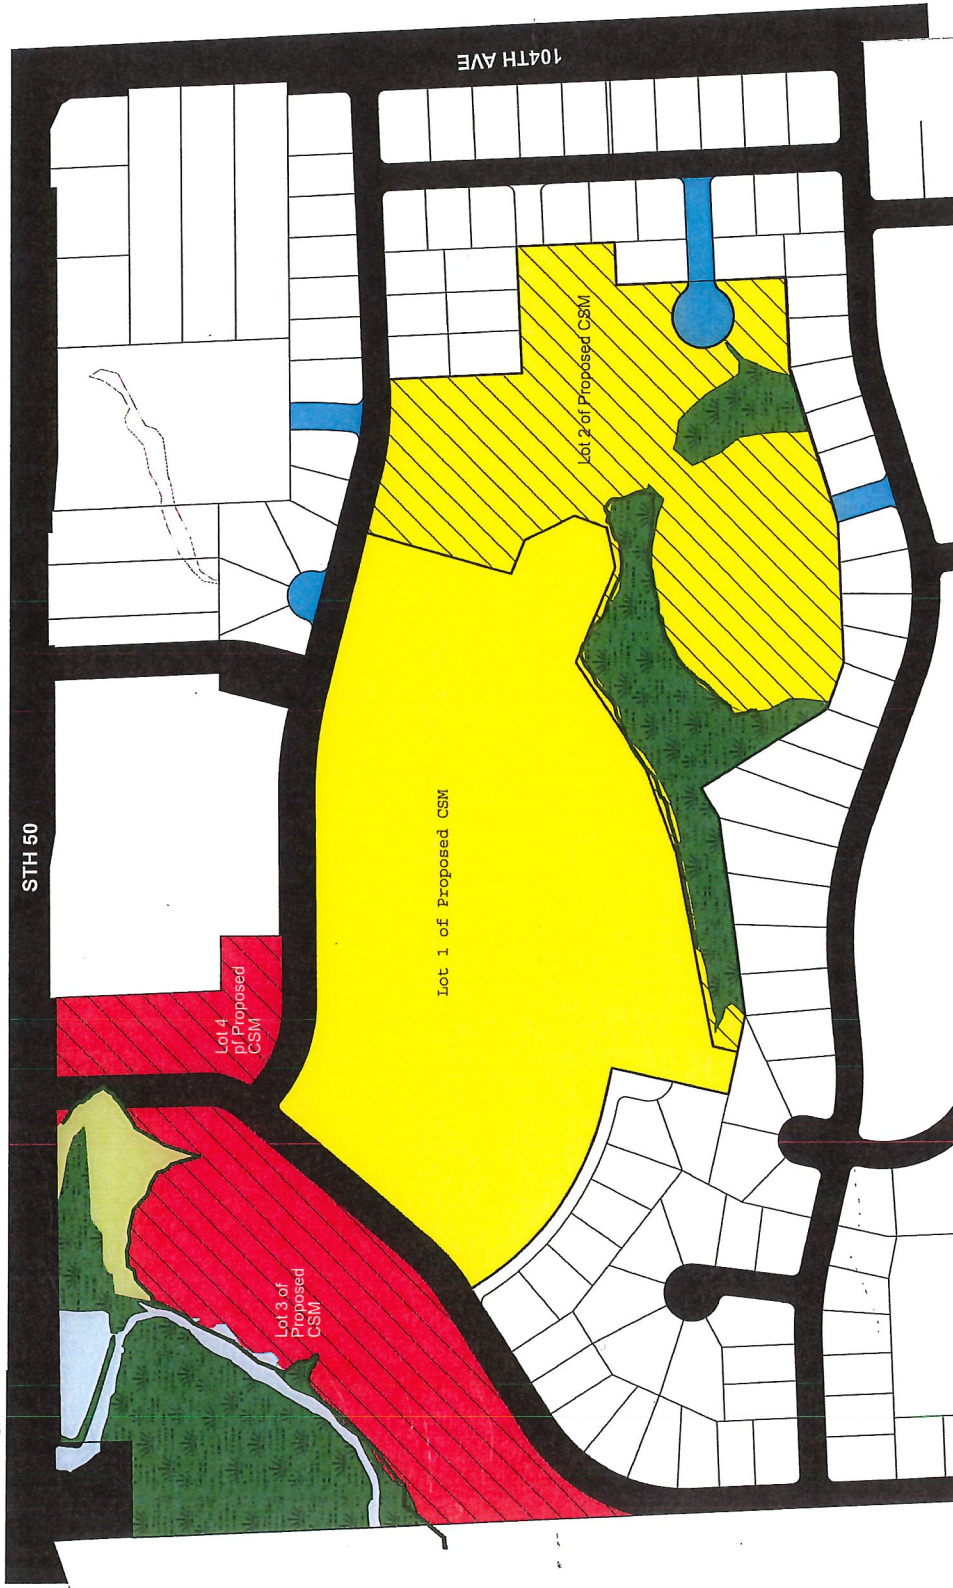 104TH AVE
STH 50
Lot 2 of Proposed CSM
Lot 1 of Proposed CSM
Lot 4
pf Proposed
CSM
Lot 3 of
Proposed
CSM